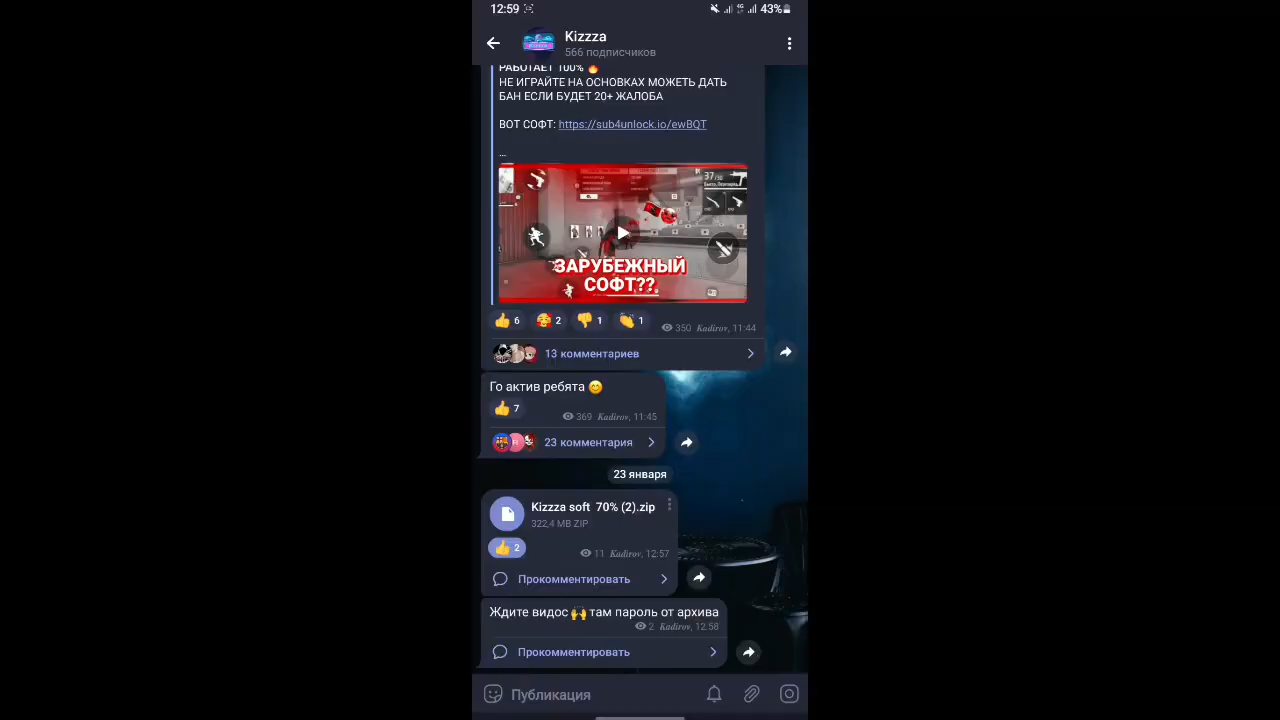 12:59
43%
Kizzza
566 подписчиков
РАБОТАЕТ 100% 🔥
НЕ ИГРАЙТЕ НА ОСНОВКАХ МОЖЕТЬ ДАТЬ
БАН ЕСЛИ БУДЕТ 20+ ЖАЛОБА
ВОТ СОФТ: https://sub4unlock.io/ewBQT
...
37
ЗАРУБЕЖНЫЙ
СОФТ??
👍 6 🥰 2 👎 1 👏 1
350 Kadirov, 11:44
13 комментариев
Го актив ребята 😊
👍 7
369 Kadirov, 11:45
23 комментария
23 января
Kizzza soft 70% (2).zip
322,4 MB ZIP
👍 2
11 Kadirov, 12:57
Прокомментировать
Ждите видос 🙌 там пароль от архива
2 Kadirov, 12:58
Прокомментировать
Публикация